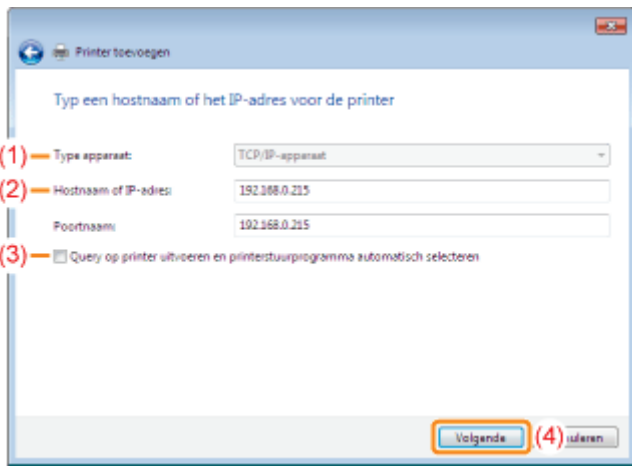 Printer toevoegen
Typ een hostnaam of het IP-adres voor de printer
(1) Type apparaat: TCP/IP-apparaat
(2) Hostnaam of IP-adres: 192.168.0.215
Poortnaam: 192.168.0.215
(3) Query op printer uitvoeren en printerstuurprogramma automatisch selecteren
Volgende (4) uleren